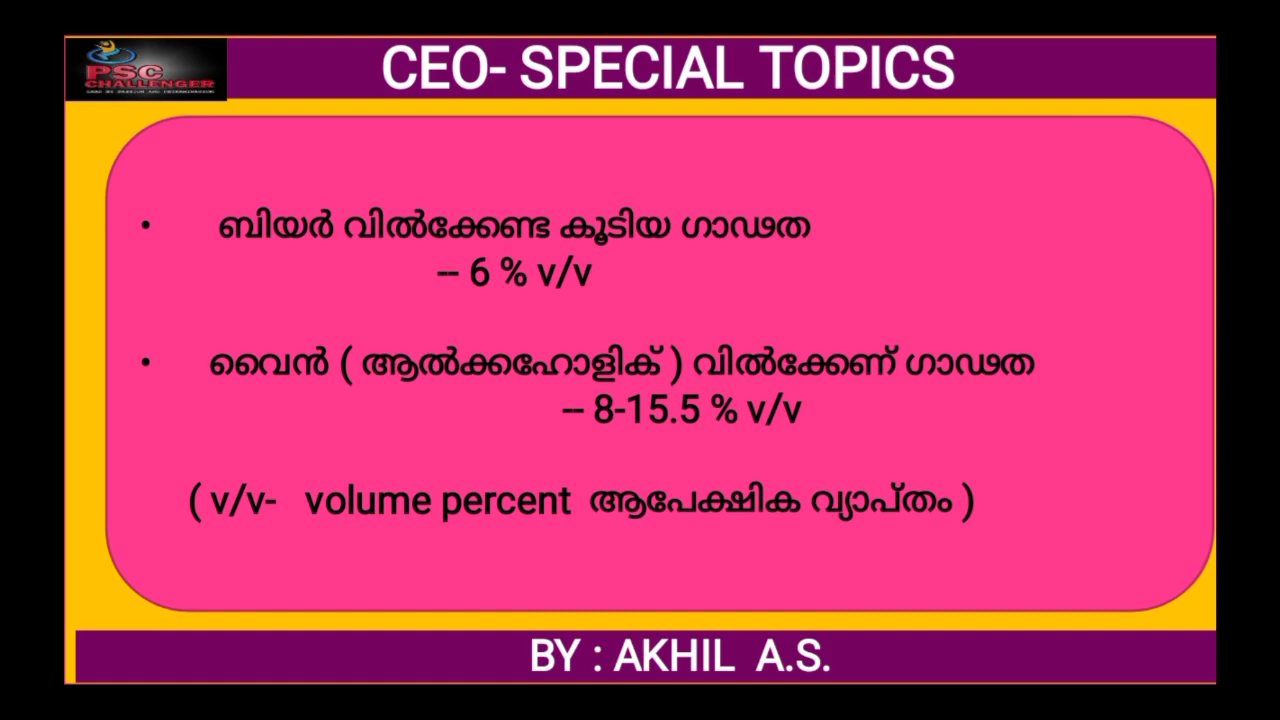 PSC
CHALLENGER
CEO- SPECIAL TOPICS
• ബിയർ വിൽക്കേണ്ട കൂടിയ ഗാഢത
-- 6 % v/v
• വൈൻ ( ആൽക്കഹോളിക് ) വിൽക്കേണ് ഗാഢത
-- 8-15.5 % v/v
( v/v- volume percent ആപേക്ഷിക വ്യാപ്തം )
BY : AKHIL A.S.